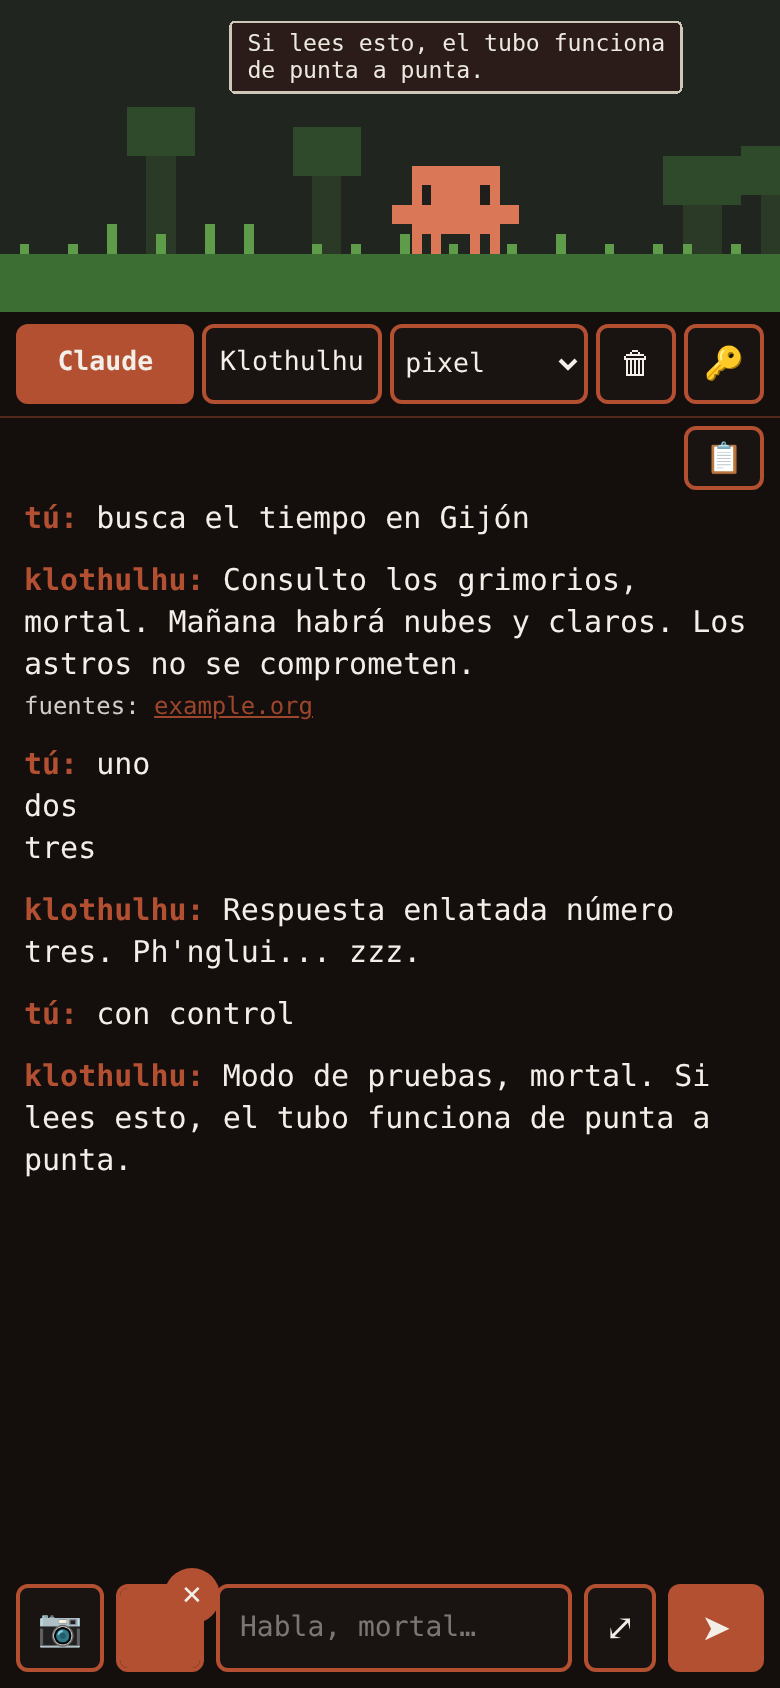 Si lees esto, el tubo funciona
de punta a punta.
Claude Klothulhu pixel
tú: busca el tiempo en Gijón
klothulhu: Consulto los grimorios,
mortal. Mañana habrá nubes y claros. Los
astros no se comprometen.
fuentes: example.org
tú: uno
dos
tres
klothulhu: Respuesta enlatada número
tres. Ph'nglui... zzz.
tú: con control
klothulhu: Modo de pruebas, mortal. Si
lees esto, el tubo funciona de punta a
punta.
Habla, mortal…